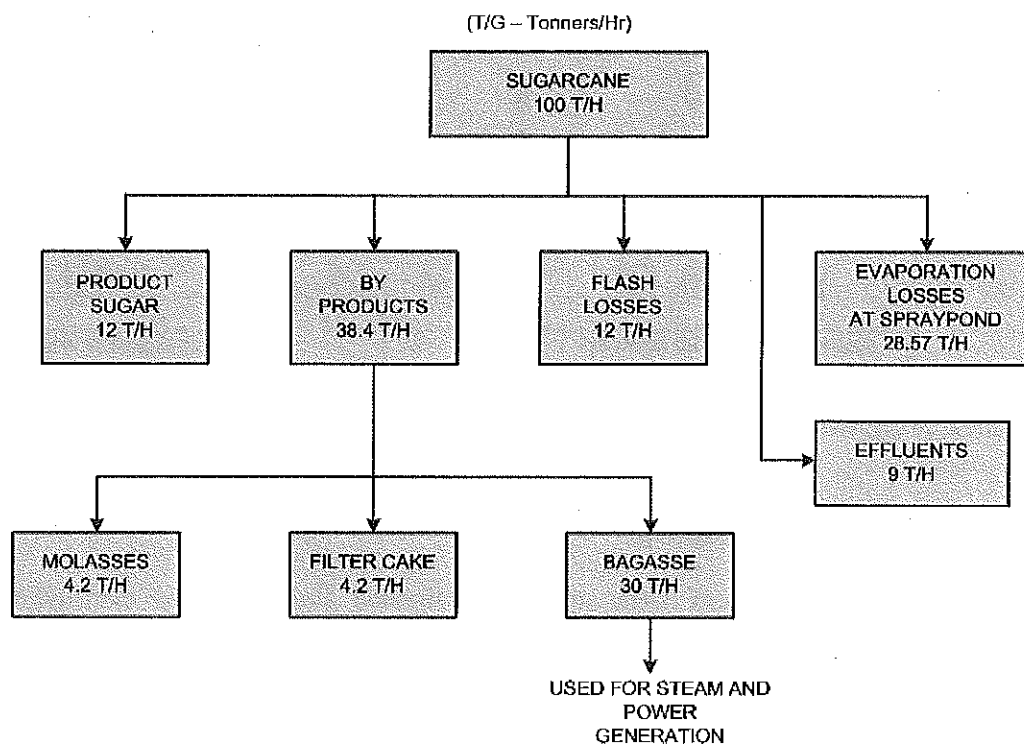 (T/G – Tonners/Hr)
SUGARCANE
100 T/H
PRODUCT
SUGAR
12 T/H
BY
PRODUCTS
38.4 T/H
FLASH
LOSSES
12 T/H
EVAPORATION
LOSSES
AT SPRAYPOND
28.57 T/H
EFFLUENTS
9 T/H
MOLASSES
4.2 T/H
FILTER CAKE
4.2 T/H
BAGASSE
30 T/H
USED FOR STEAM AND
POWER
GENERATION